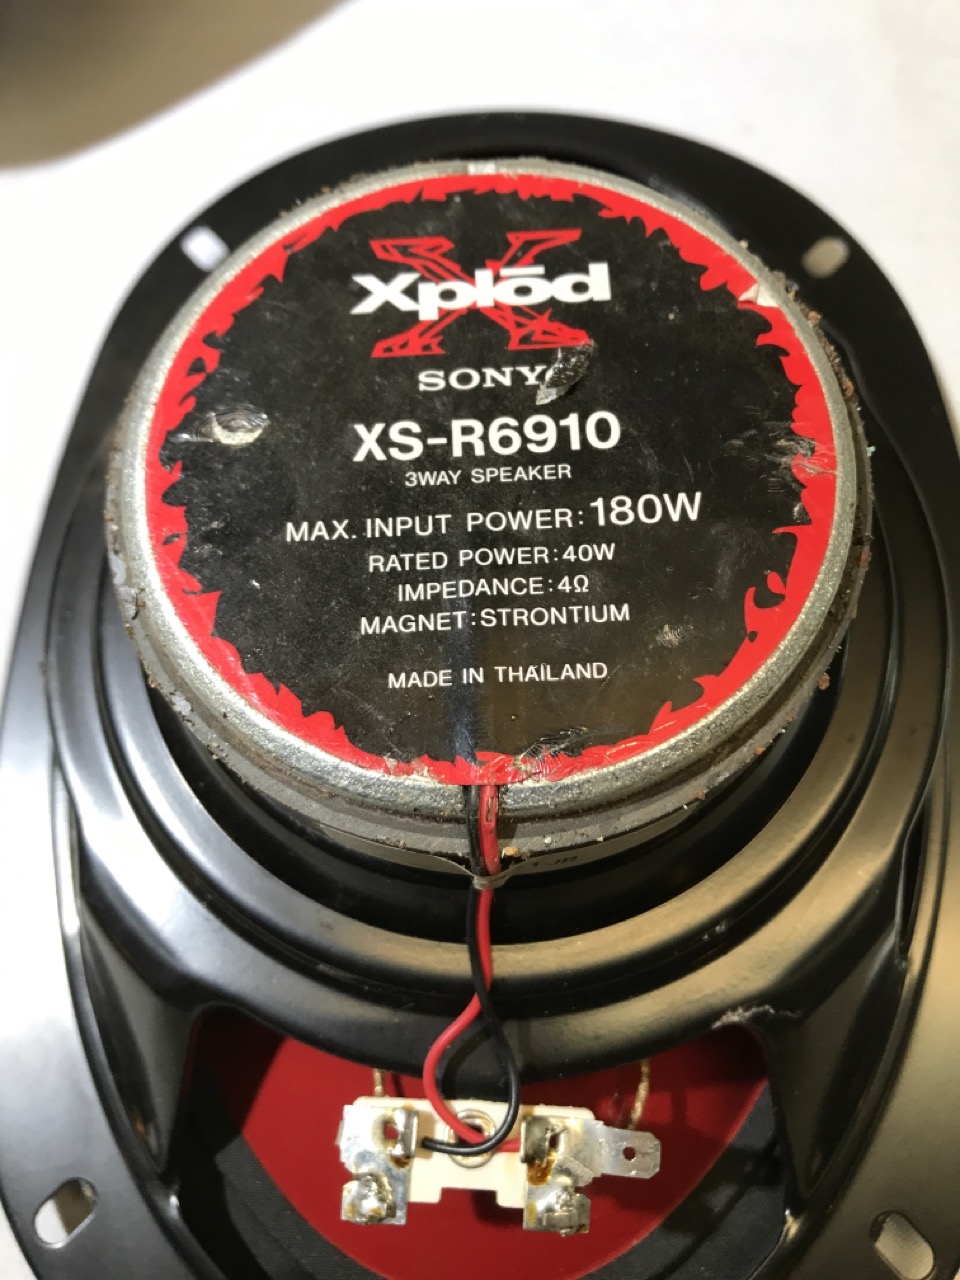 Xplōd
SONY
XS-R6910
3WAY SPEAKER
MAX. INPUT POWER: 180W
RATED POWER:40W
IMPEDANCE:4Ω
MAGNET:STRONTIUM
MADE IN THAILAND